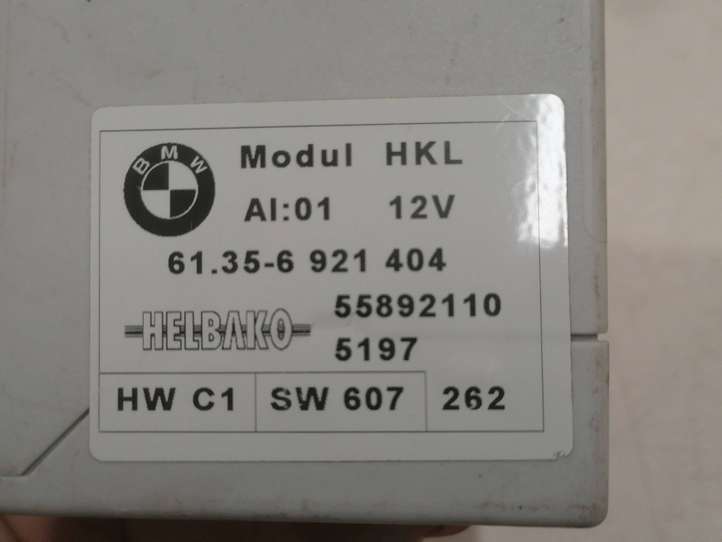 BMW
Modul HKL
AI:01 12V
61.35-6 921 404
HELBAKO
55892110
5197
HW C1 SW 607 262